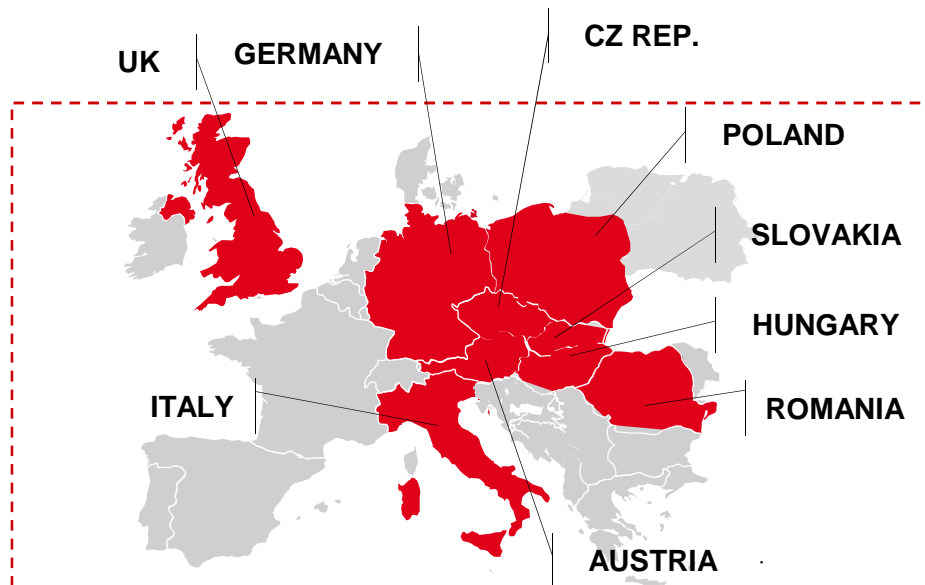 CZ REP.
UK
GERMANY
POLAND
SLOVAKIA
HUNGARY
ITALY
ROMANIA
AUSTRIA
.